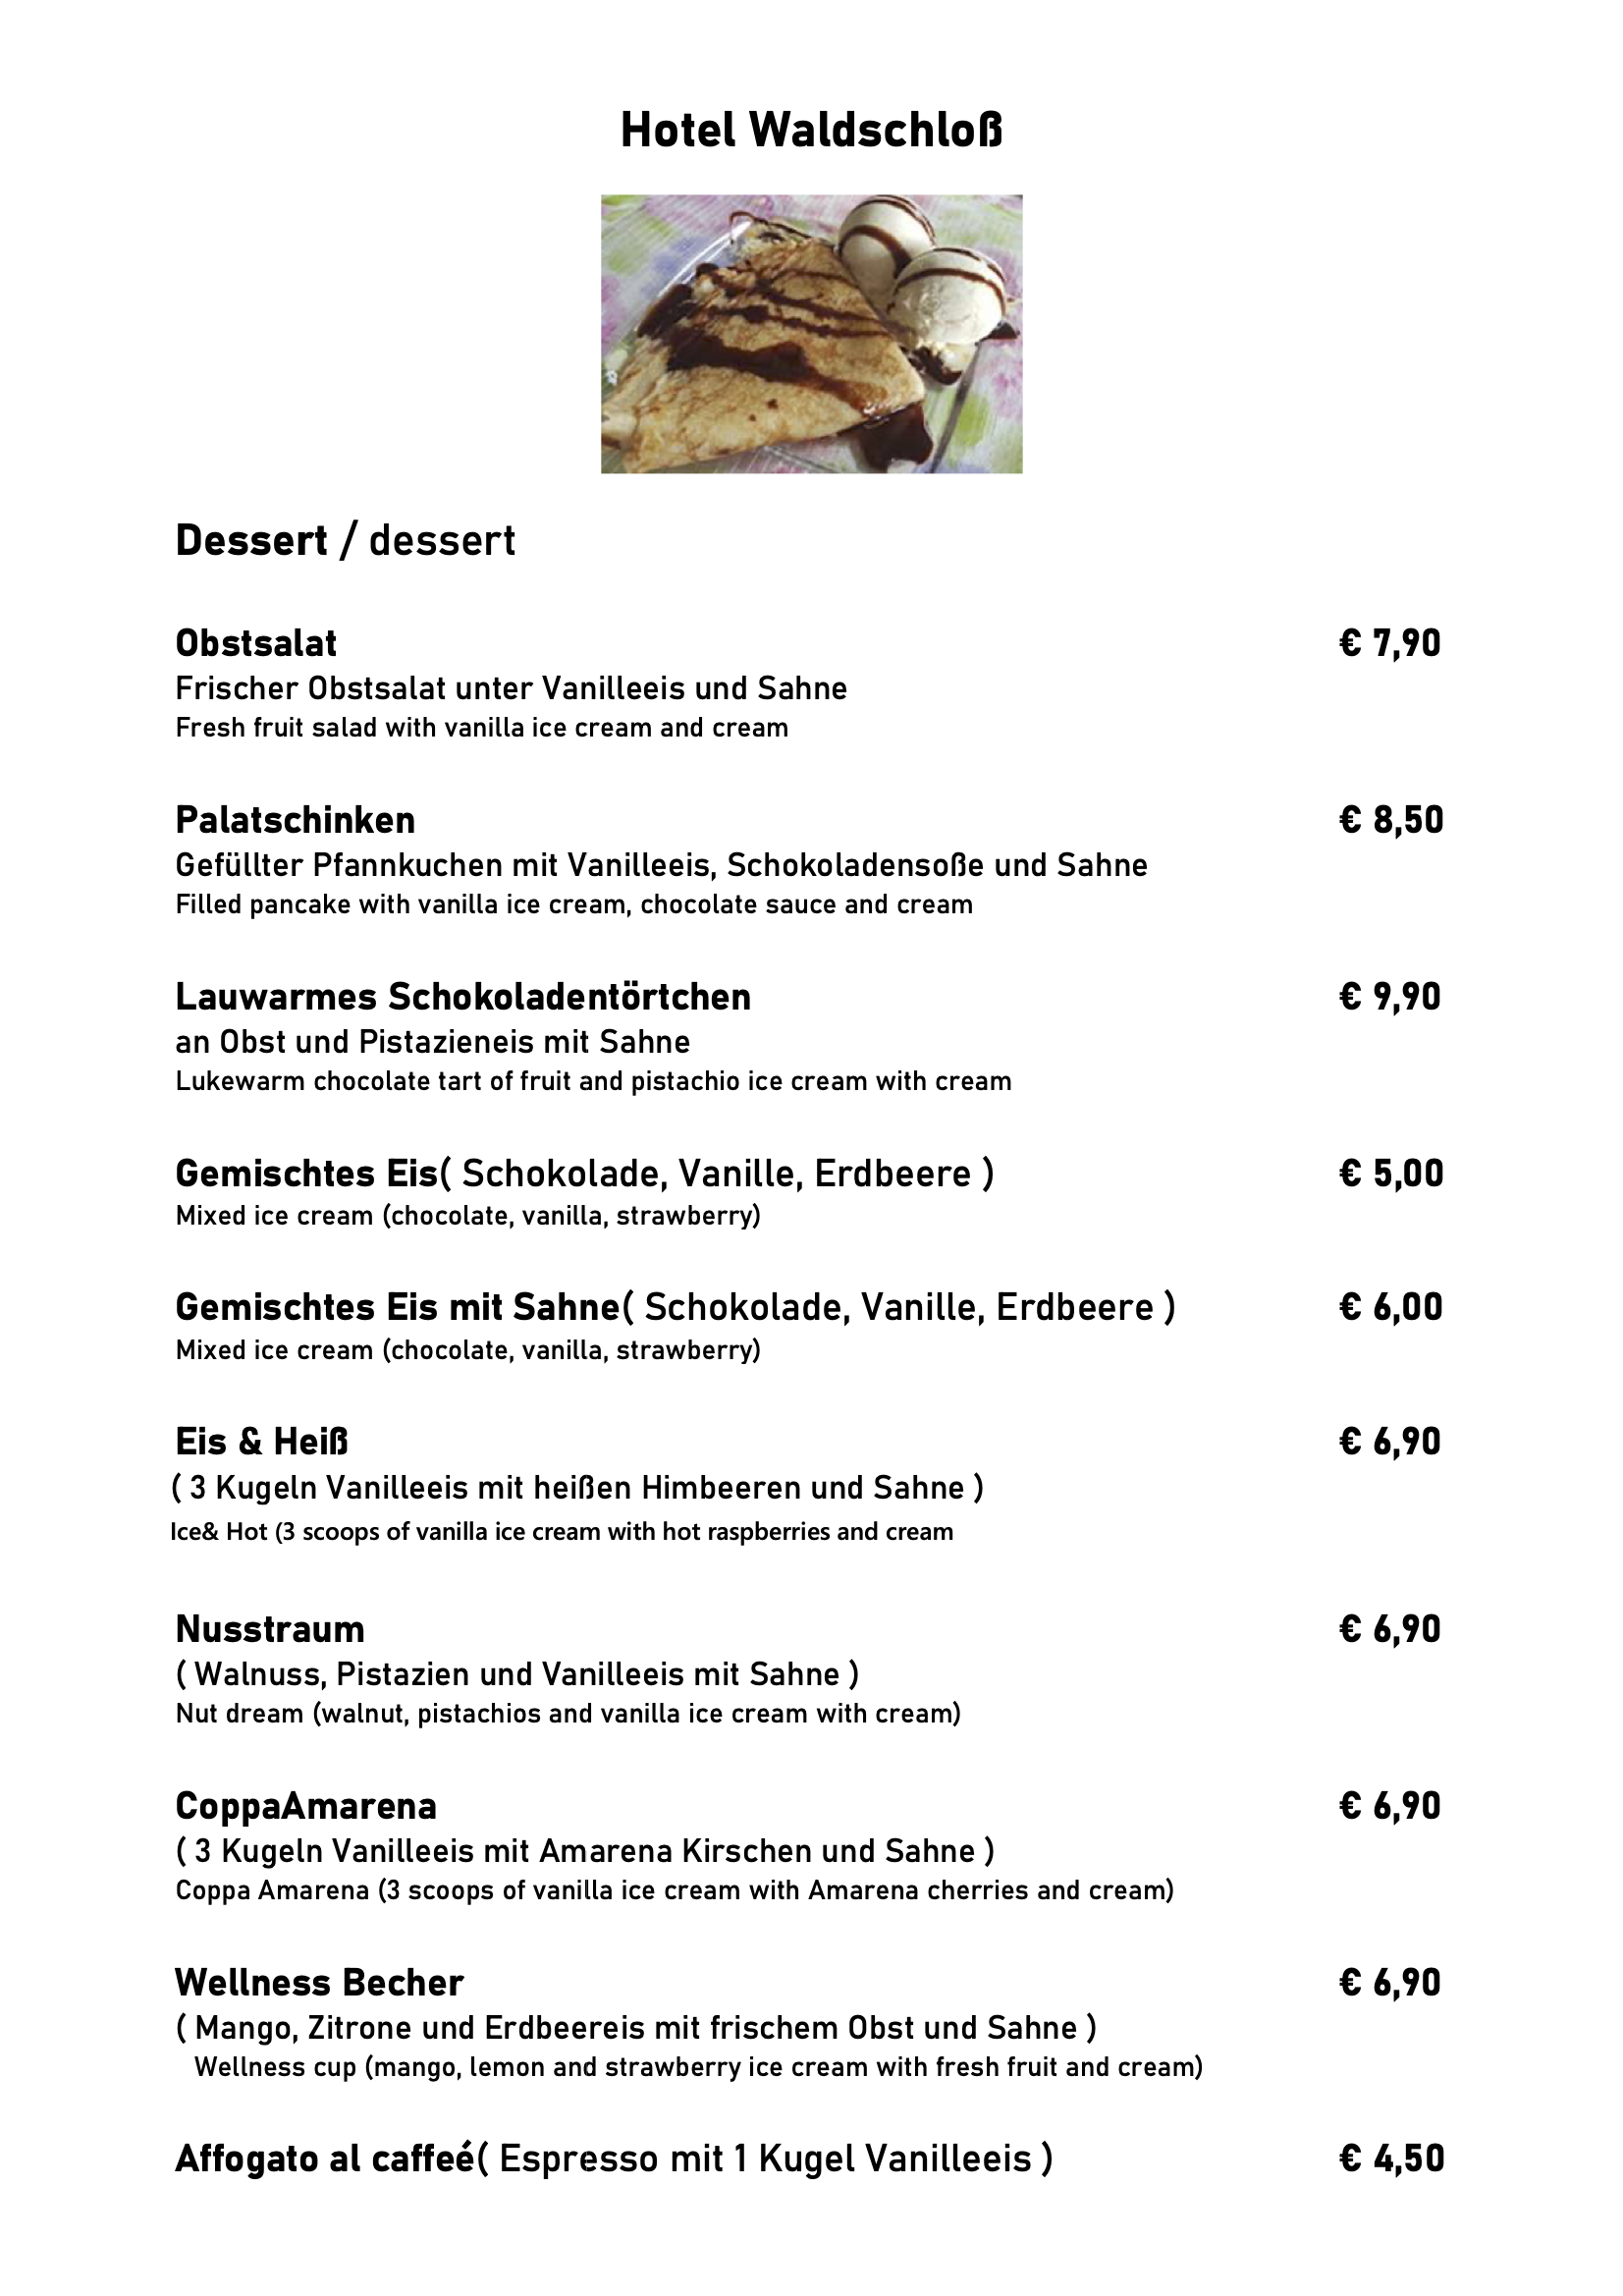 Hotel Waldschloß
Dessert / dessert
Obstsalat € 7,90
Frischer Obstsalat unter Vanilleeis und Sahne
Fresh fruit salad with vanilla ice cream and cream
Palatschinken € 8,50
Gefüllter Pfannkuchen mit Vanilleeis, Schokoladensoße und Sahne
Filled pancake with vanilla ice cream, chocolate sauce and cream
Lauwarmes Schokoladentörtchen € 9,90
an Obst und Pistazieneis mit Sahne
Lukewarm chocolate tart of fruit and pistachio ice cream with cream
Gemischtes Eis( Schokolade, Vanille, Erdbeere ) € 5,00
Mixed ice cream (chocolate, vanilla, strawberry)
Gemischtes Eis mit Sahne( Schokolade, Vanille, Erdbeere ) € 6,00
Mixed ice cream (chocolate, vanilla, strawberry)
Eis & Heiß € 6,90
( 3 Kugeln Vanilleeis mit heißen Himbeeren und Sahne )
Ice& Hot (3 scoops of vanilla ice cream with hot raspberries and cream
Nusstraum € 6,90
( Walnuss, Pistazien und Vanilleeis mit Sahne )
Nut dream (walnut, pistachios and vanilla ice cream with cream)
CoppaAmarena € 6,90
( 3 Kugeln Vanilleeis mit Amarena Kirschen und Sahne )
Coppa Amarena (3 scoops of vanilla ice cream with Amarena cherries and cream)
Wellness Becher € 6,90
( Mango, Zitrone und Erdbeereis mit frischem Obst und Sahne )
Wellness cup (mango, lemon and strawberry ice cream with fresh fruit and cream)
Affogato al caffeé( Espresso mit 1 Kugel Vanilleeis ) € 4,50